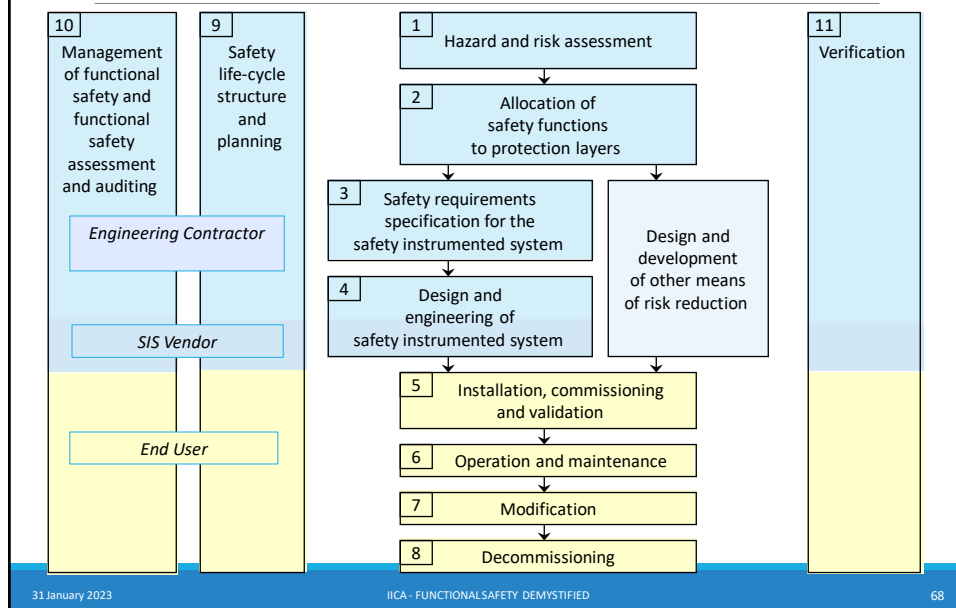 10
Management
of functional
safety and
functional
safety
assessment
and auditing
9
Safety
life-cycle
structure
and
planning
1
Hazard and risk assessment
2
Allocation of
safety functions
to protection layers
3
Safety requirements
specification for the
safety instrumented system
4
Design and
engineering of
safety instrumented system
Design and
development
of other means
of risk reduction
5
Installation, commissioning
and validation
6
Operation and maintenance
7
Modification
8
Decommissioning
11
Verification
Engineering Contractor
SIS Vendor
End User
31 January 2023
IICA - FUNCTIONAL SAFETY DEMYSTIFIED
68